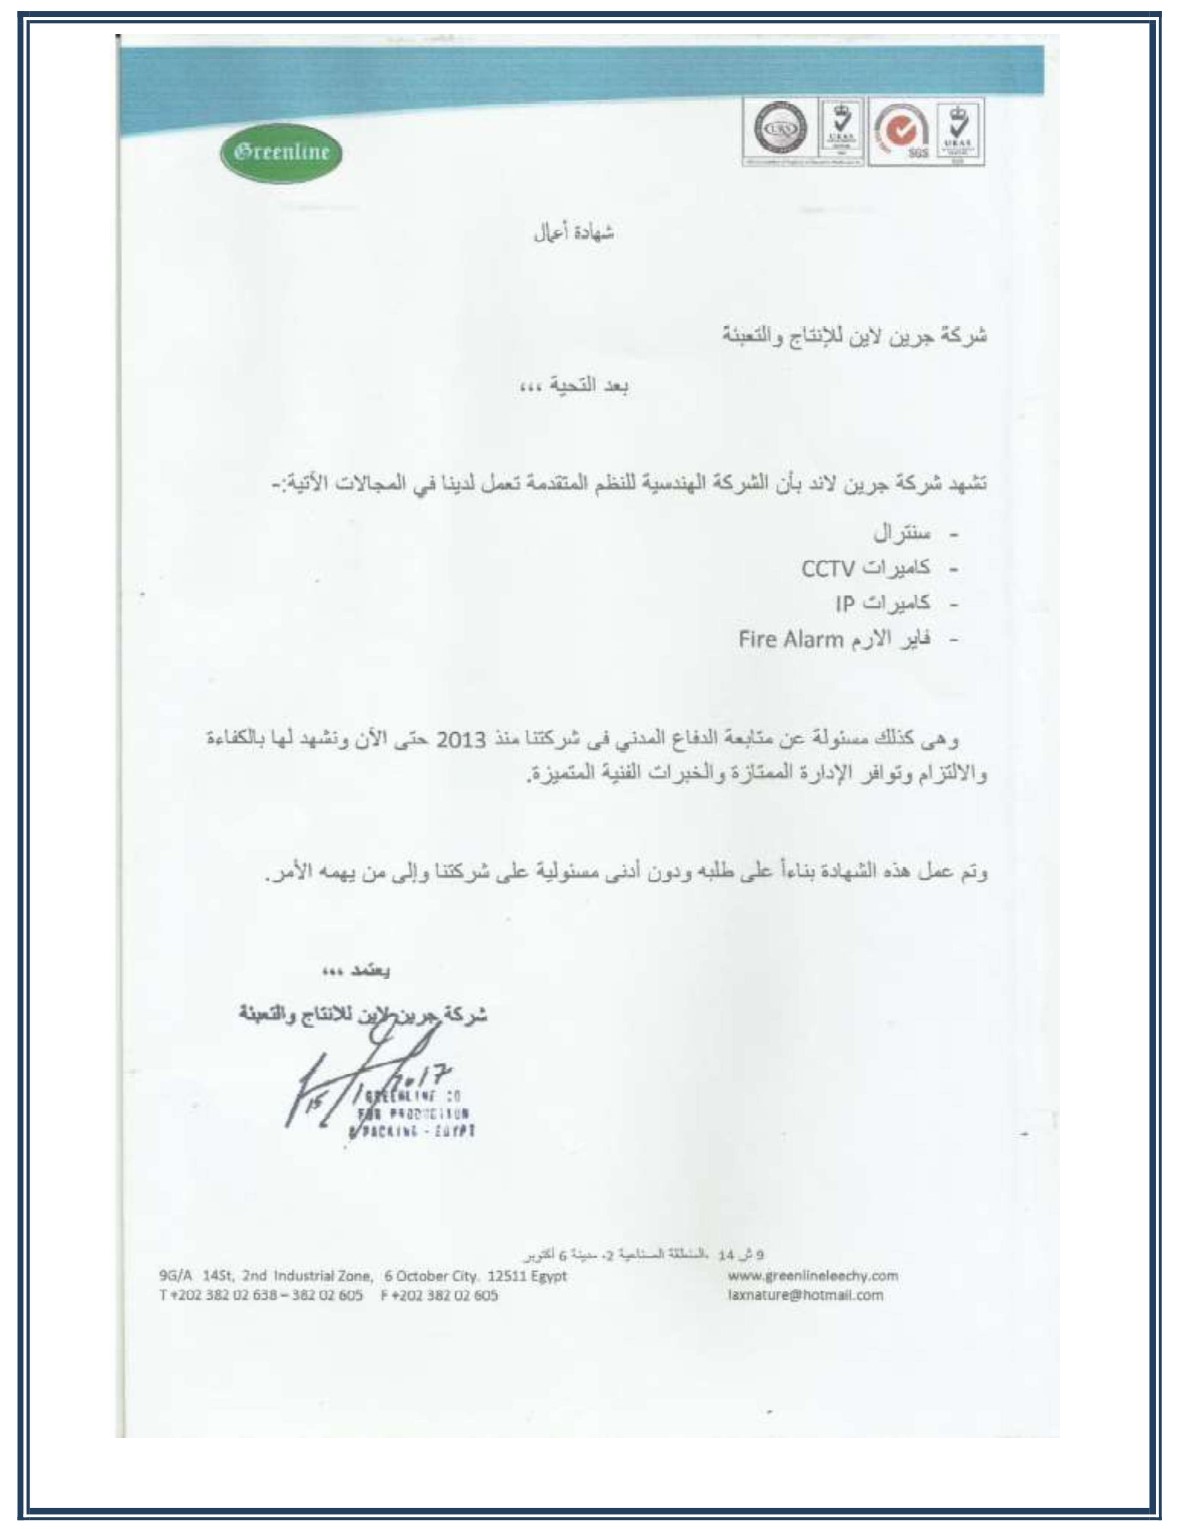 Greenline
URS
UKAS
SGS
UKAS
شهادة أعمال
شركة جرين لاين للإنتاج والتعبئة
بعد التحية ،،،
تشهد شركة جرين لاند بأن الشركة الهندسية للنظم المتقدمة تعمل لدينا في المجالات الآتية:-
- سنترال
- كاميرات CCTV
- كاميرات IP
- فاير الارم Fire Alarm
وهى كذلك مسئولة عن متابعة الدفاع المدني فى شركتنا منذ 2013 حتى الأن ونشهد لها بالكفاءة
والالتزام وتوافر الإدارة الممتازة والخبرات الفنية المتميزة.
وتم عمل هذه الشهادة بناءاً على طلبه ودون أدنى مسئولية على شركتنا وإلى من يهمه الأمر.
يعتمد ،،،
شركة جرين لاين للانتاج والتعبئة
15/ /2017
GREENLINE CO
FOR PRODUCTION
& PACKING - EGYPT
9 ش 14 ,المنطقة الصناعية 2، مدينة 6 أكتوبر
9G/A 14St, 2nd Industrial Zone, 6 October City. 12511 Egypt
www.greenlineleechy.com
T +202 382 02 638 – 382 02 605 F +202 382 02 605
laxnature@hotmail.com